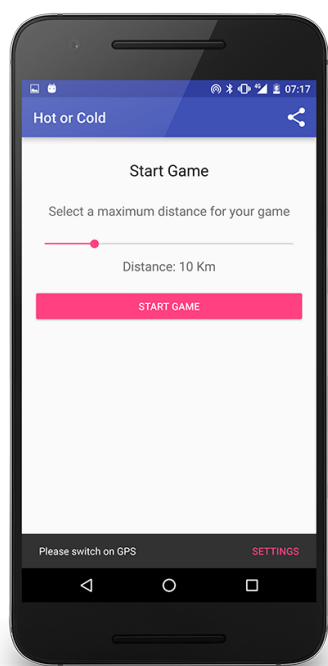 07:17
Hot or Cold
Start Game
Select a maximum distance for your game
Distance: 10 Km
START GAME
Please switch on GPS SETTINGS